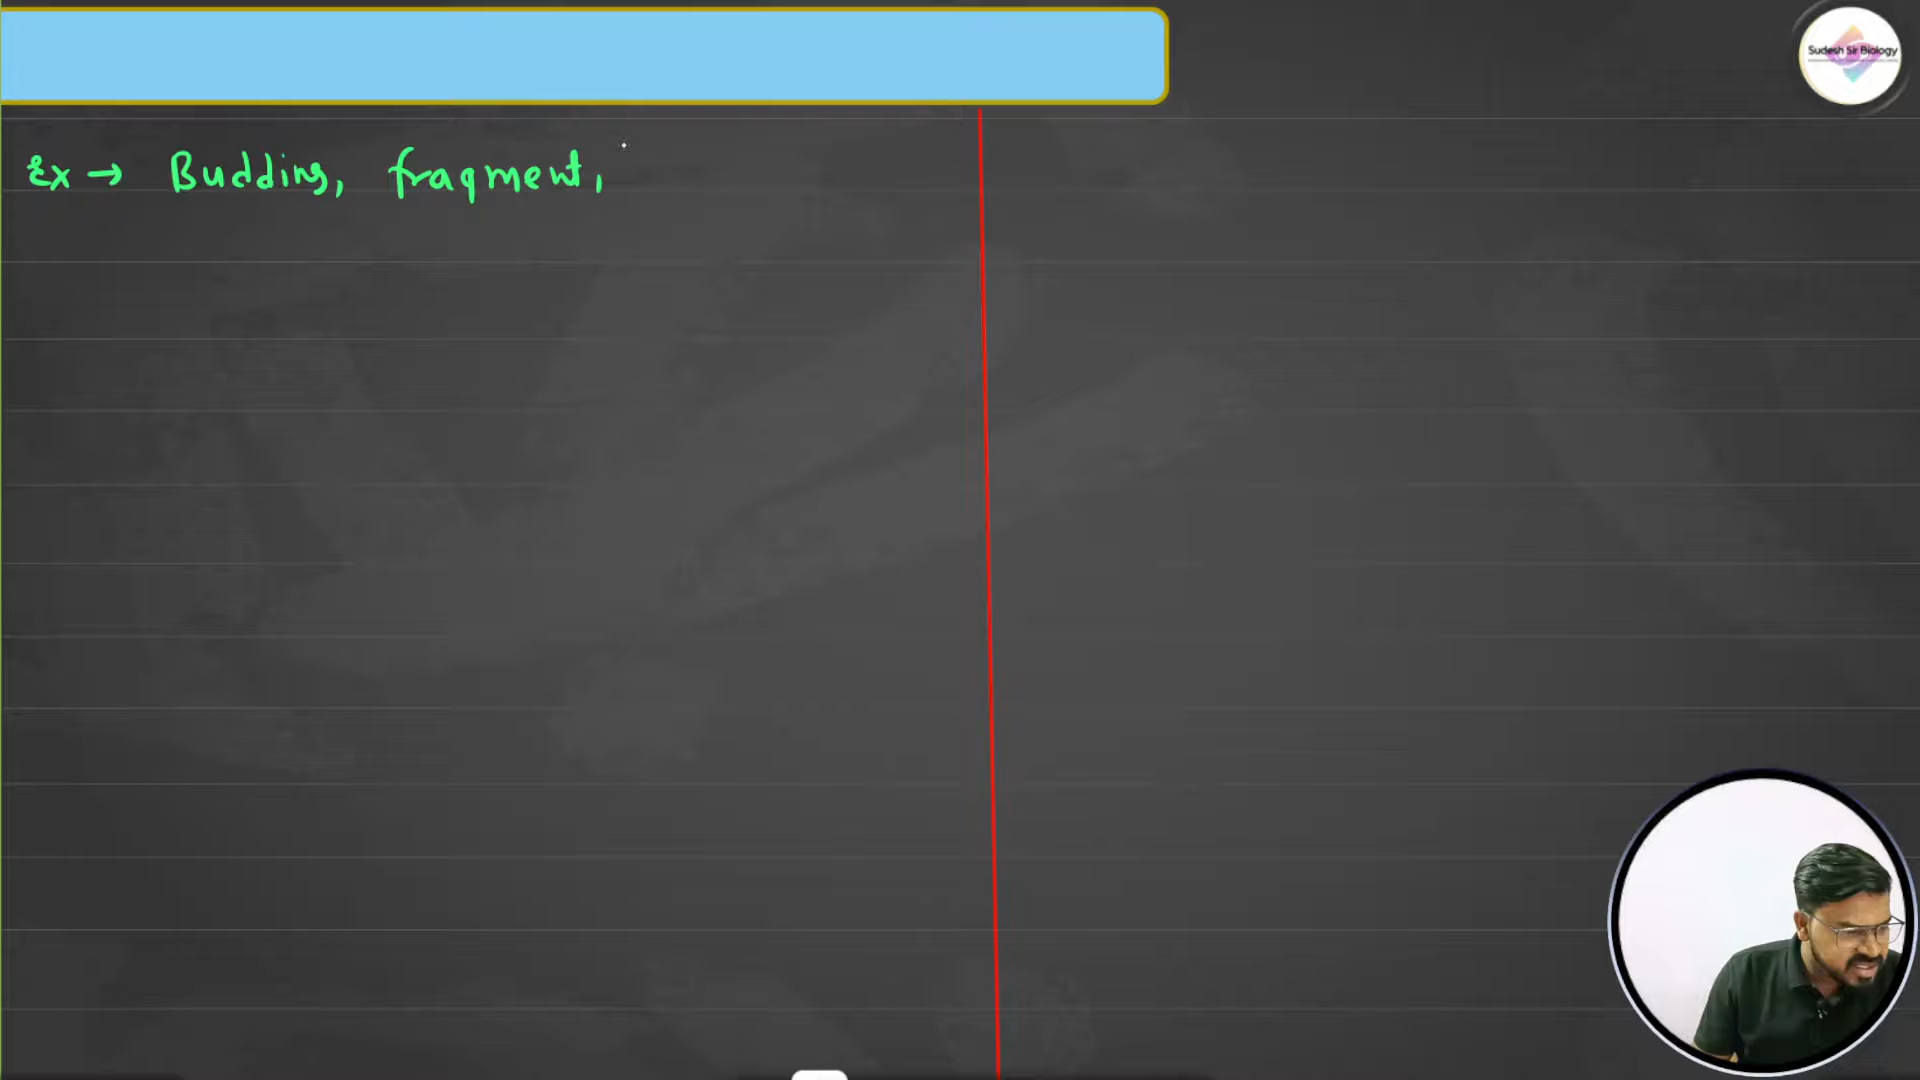 Sudesh Sir Biology
Ex → Budding, fragment,